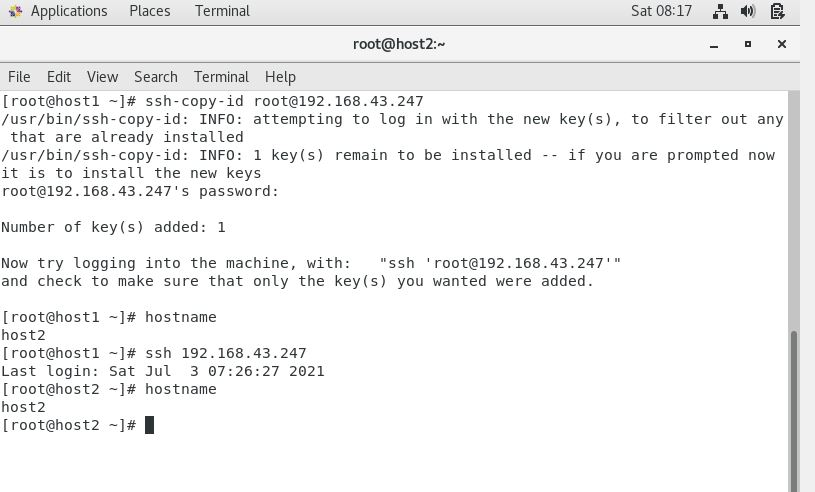 Applications Places Terminal Sat 08:17
root@host2:~
File Edit View Search Terminal Help
[root@host1 ~]# ssh-copy-id root@192.168.43.247
/usr/bin/ssh-copy-id: INFO: attempting to log in with the new key(s), to filter out any
that are already installed
/usr/bin/ssh-copy-id: INFO: 1 key(s) remain to be installed -- if you are prompted now
it is to install the new keys
root@192.168.43.247's password:
Number of key(s) added: 1
Now try logging into the machine, with:   "ssh 'root@192.168.43.247'"
and check to make sure that only the key(s) you wanted were added.
[root@host1 ~]# hostname
host2
[root@host1 ~]# ssh 192.168.43.247
Last login: Sat Jul  3 07:26:27 2021
[root@host2 ~]# hostname
host2
[root@host2 ~]#